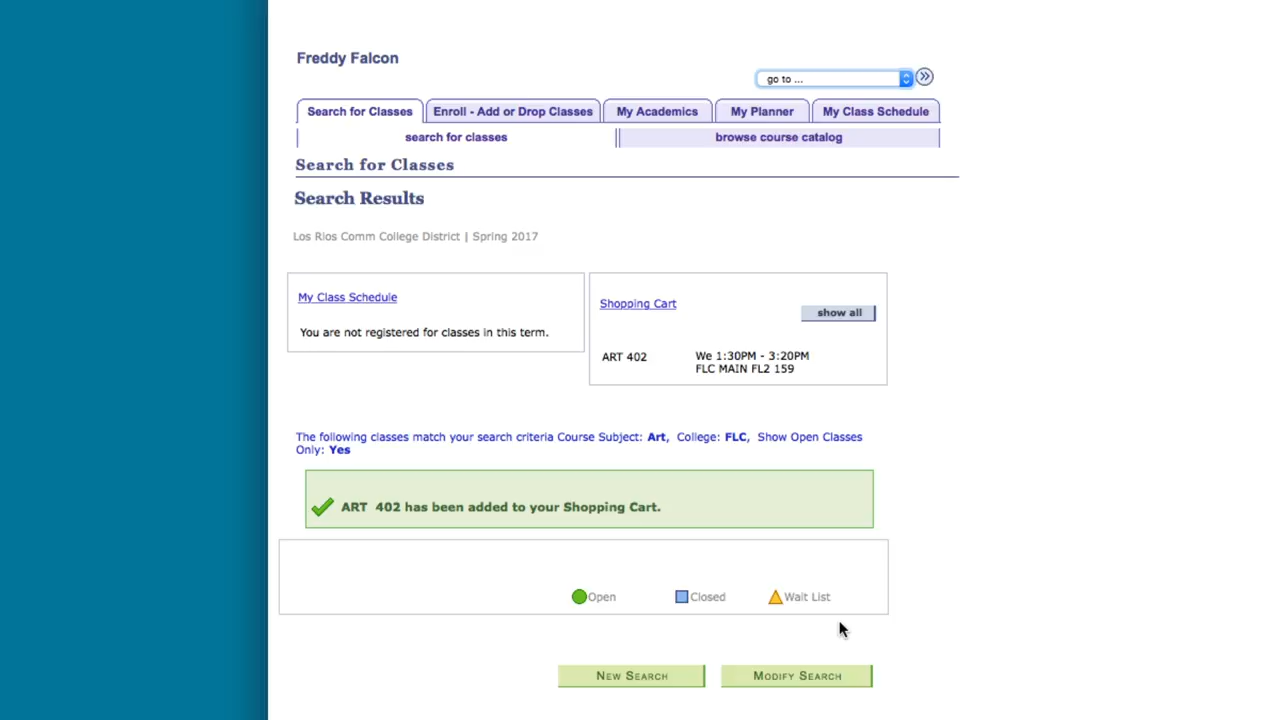 Freddy Falcon
go to ...
Search for Classes
Enroll - Add or Drop Classes
My Academics
My Planner
My Class Schedule
search for classes
browse course catalog
Search for Classes
Search Results
Los Rios Comm College District | Spring 2017
My Class Schedule
You are not registered for classes in this term.
Shopping Cart
show all
ART 402
We 1:30PM - 3:20PM
FLC MAIN FL2 159
The following classes match your search criteria Course Subject: Art, College: FLC, Show Open Classes
Only: Yes
ART 402 has been added to your Shopping Cart.
Open
Closed
Wait List
New Search
Modify Search